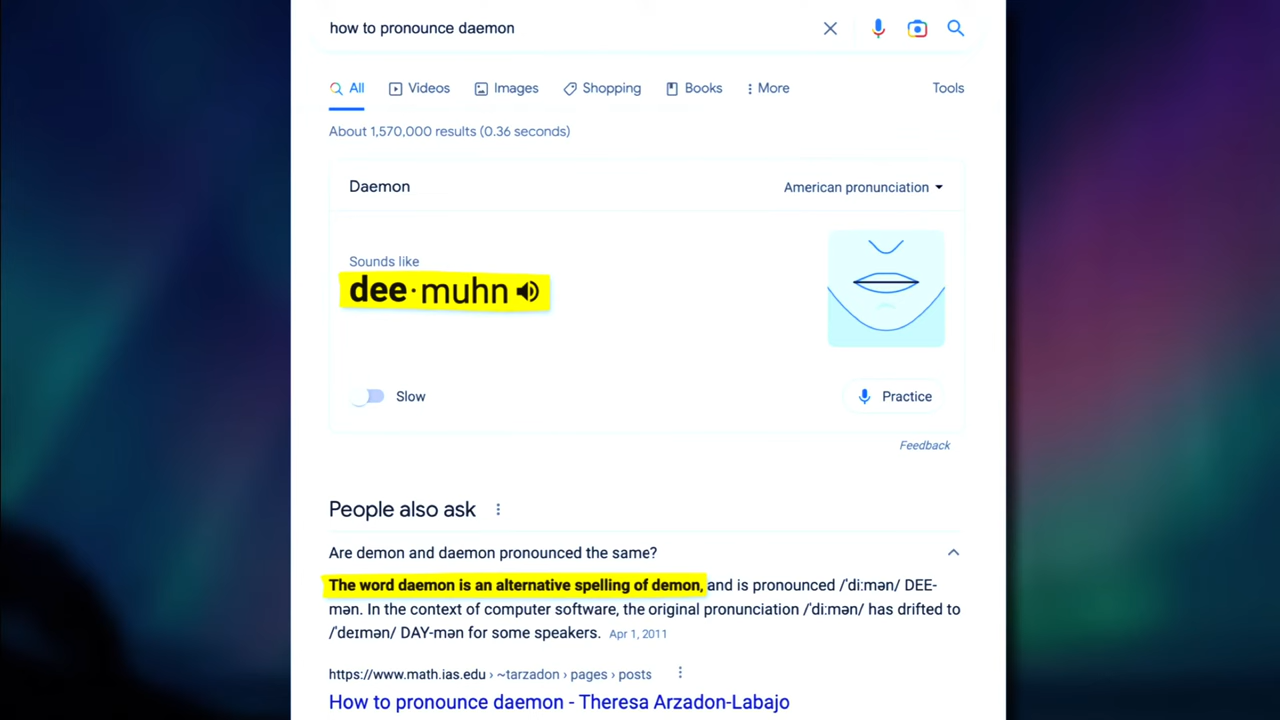 how to pronounce daemon
All Videos Images Shopping Books More Tools
About 1,570,000 results (0.36 seconds)
Daemon American pronunciation
Sounds like
dee·muhn
Slow Practice
Feedback
People also ask
Are demon and daemon pronounced the same?
The word daemon is an alternative spelling of demon, and is pronounced /ˈdiːmən/ DEE-
mən. In the context of computer software, the original pronunciation /ˈdiːmən/ has drifted to
/ˈdeɪmən/ DAY-mən for some speakers. Apr 1, 2011
https://www.math.ias.edu › ~tarzadon › pages › posts
How to pronounce daemon - Theresa Arzadon-Labajo